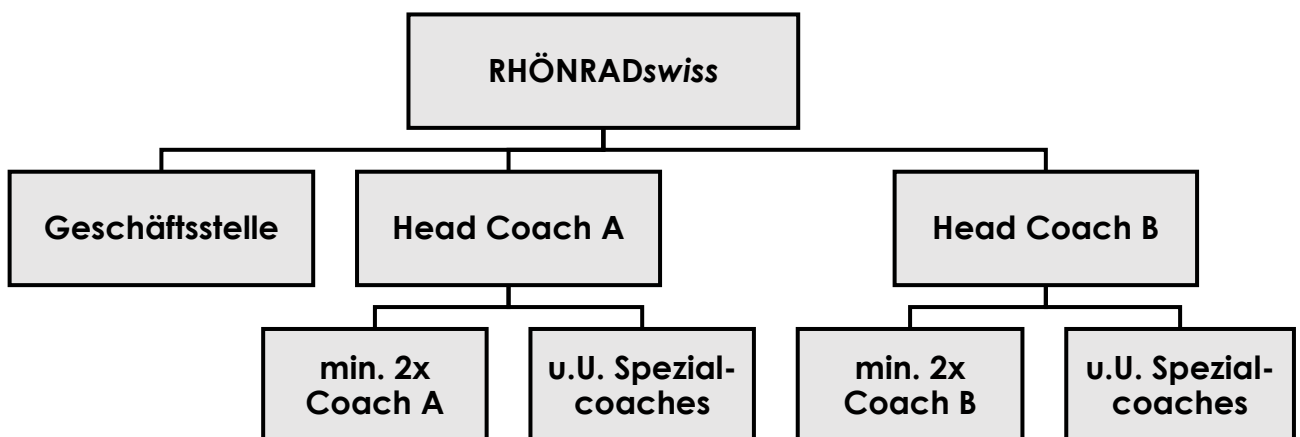 RHÖNRADswiss
Geschäftsstelle
Head Coach A
Head Coach B
min. 2x
Coach A
u.U. Spezial-
coaches
min. 2x
Coach B
u.U. Spezial-
coaches